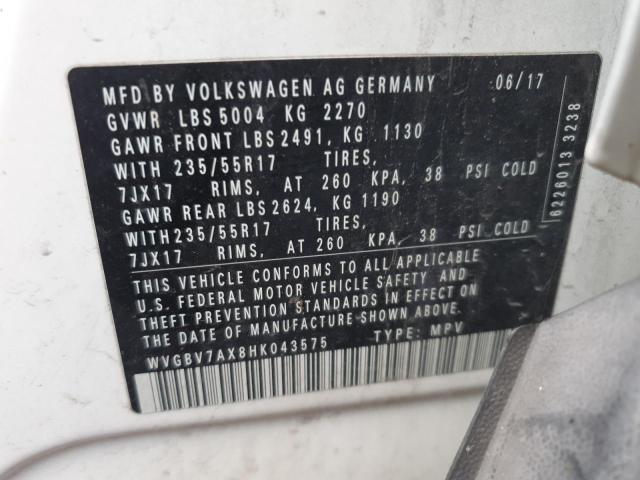 MFD BY VOLKSWAGEN AG GERMANY 06/17
GVWR LBS 5004 KG 2270
GAWR FRONT LBS 2491, KG 1130
WITH 235/55R17 TIRES,
7JX17 RIMS, AT 260 KPA, 38 PSI COLD
GAWR REAR LBS 2624, KG 1190
WITH 235/55R17 TIRES,
7JX17 RIMS, AT 260 KPA, 38 PSI COLD
THIS VEHICLE CONFORMS TO ALL APPLICABLE
U.S. FEDERAL MOTOR VEHICLE SAFETY AND
THEFT PREVENTION STANDARDS IN EFFECT ON
THE DATE OF MANUFACTURE SHOWN ABOVE.
WVGBV7AX8HK043575 TYPE: MPV
6226013 3238